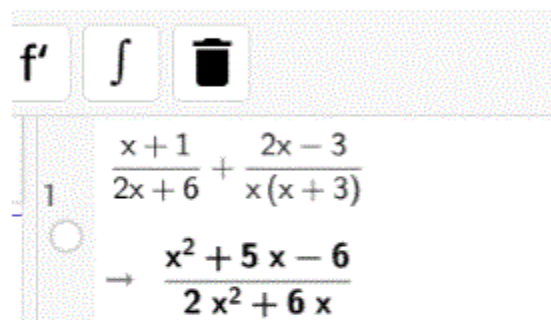 f′ ∫
1
x + 1 / 2x + 6 + 2x − 3 / x (x + 3)
→ x² + 5 x − 6 / 2 x² + 6 x